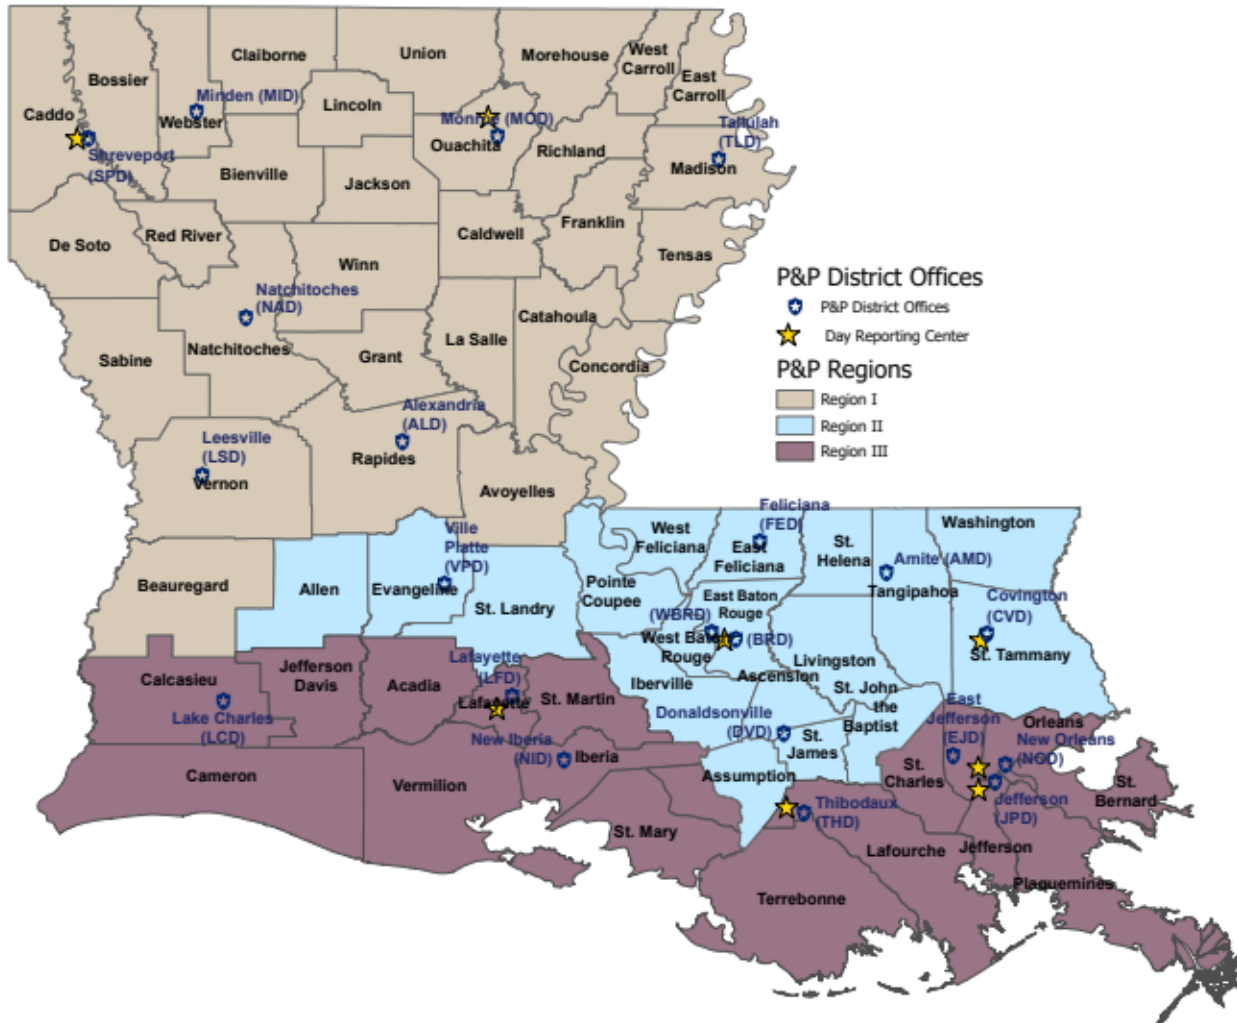 Claiborne
Union
Morehouse
West
Carroll
East
Carroll
Bossier
Caddo
Minden (MID)
Webster
Lincoln
Monroe (MOD)
Ouachita
Tallulah
(TLD)
Madison
Richland
Shreveport
(SPD)
Bienville
Jackson
Franklin
De Soto
Red River
Caldwell
Winn
Tensas
Natchitoches
(NAD)
Natchitoches
Catahoula
La Salle
Grant
Sabine
Concordia
P&P District Offices
P&P District Offices
Day Reporting Center
P&P Regions
Region I
Region II
Region III
Alexandria
(ALD)
Rapides
Leesville
(LSD)
Vernon
Avoyelles
Ville
Platte
(VPD)
Feliciana
(FED)
West
Feliciana
East
Feliciana
St.
Helena
Washington
Amite (AMD)
Tangipahoa
Beauregard
Allen
Evangeline
St. Landry
Pointe
Coupee
East Baton
Rouge
(WBRD)
(BRD)
West Baton
Rouge
Covington
(CVD)
St. Tammany
Livingston
Ascension
Iberville
St. John
the
Baptist
Calcasieu
Jefferson
Davis
Acadia
Lafayette
(LFD)
Lafayette
St. Martin
Lake Charles
(LCD)
Donaldsonville
(DVD)
St.
James
East
Jefferson
(EJD)
Orleans
New Orleans
(NOD)
New Iberia
(NID)
Iberia
Cameron
Vermilion
Assumption
St.
Charles
St.
Bernard
Jefferson
(JPD)
Thibodaux
(THD)
St. Mary
Lafourche
Jefferson
Plaquemines
Terrebonne